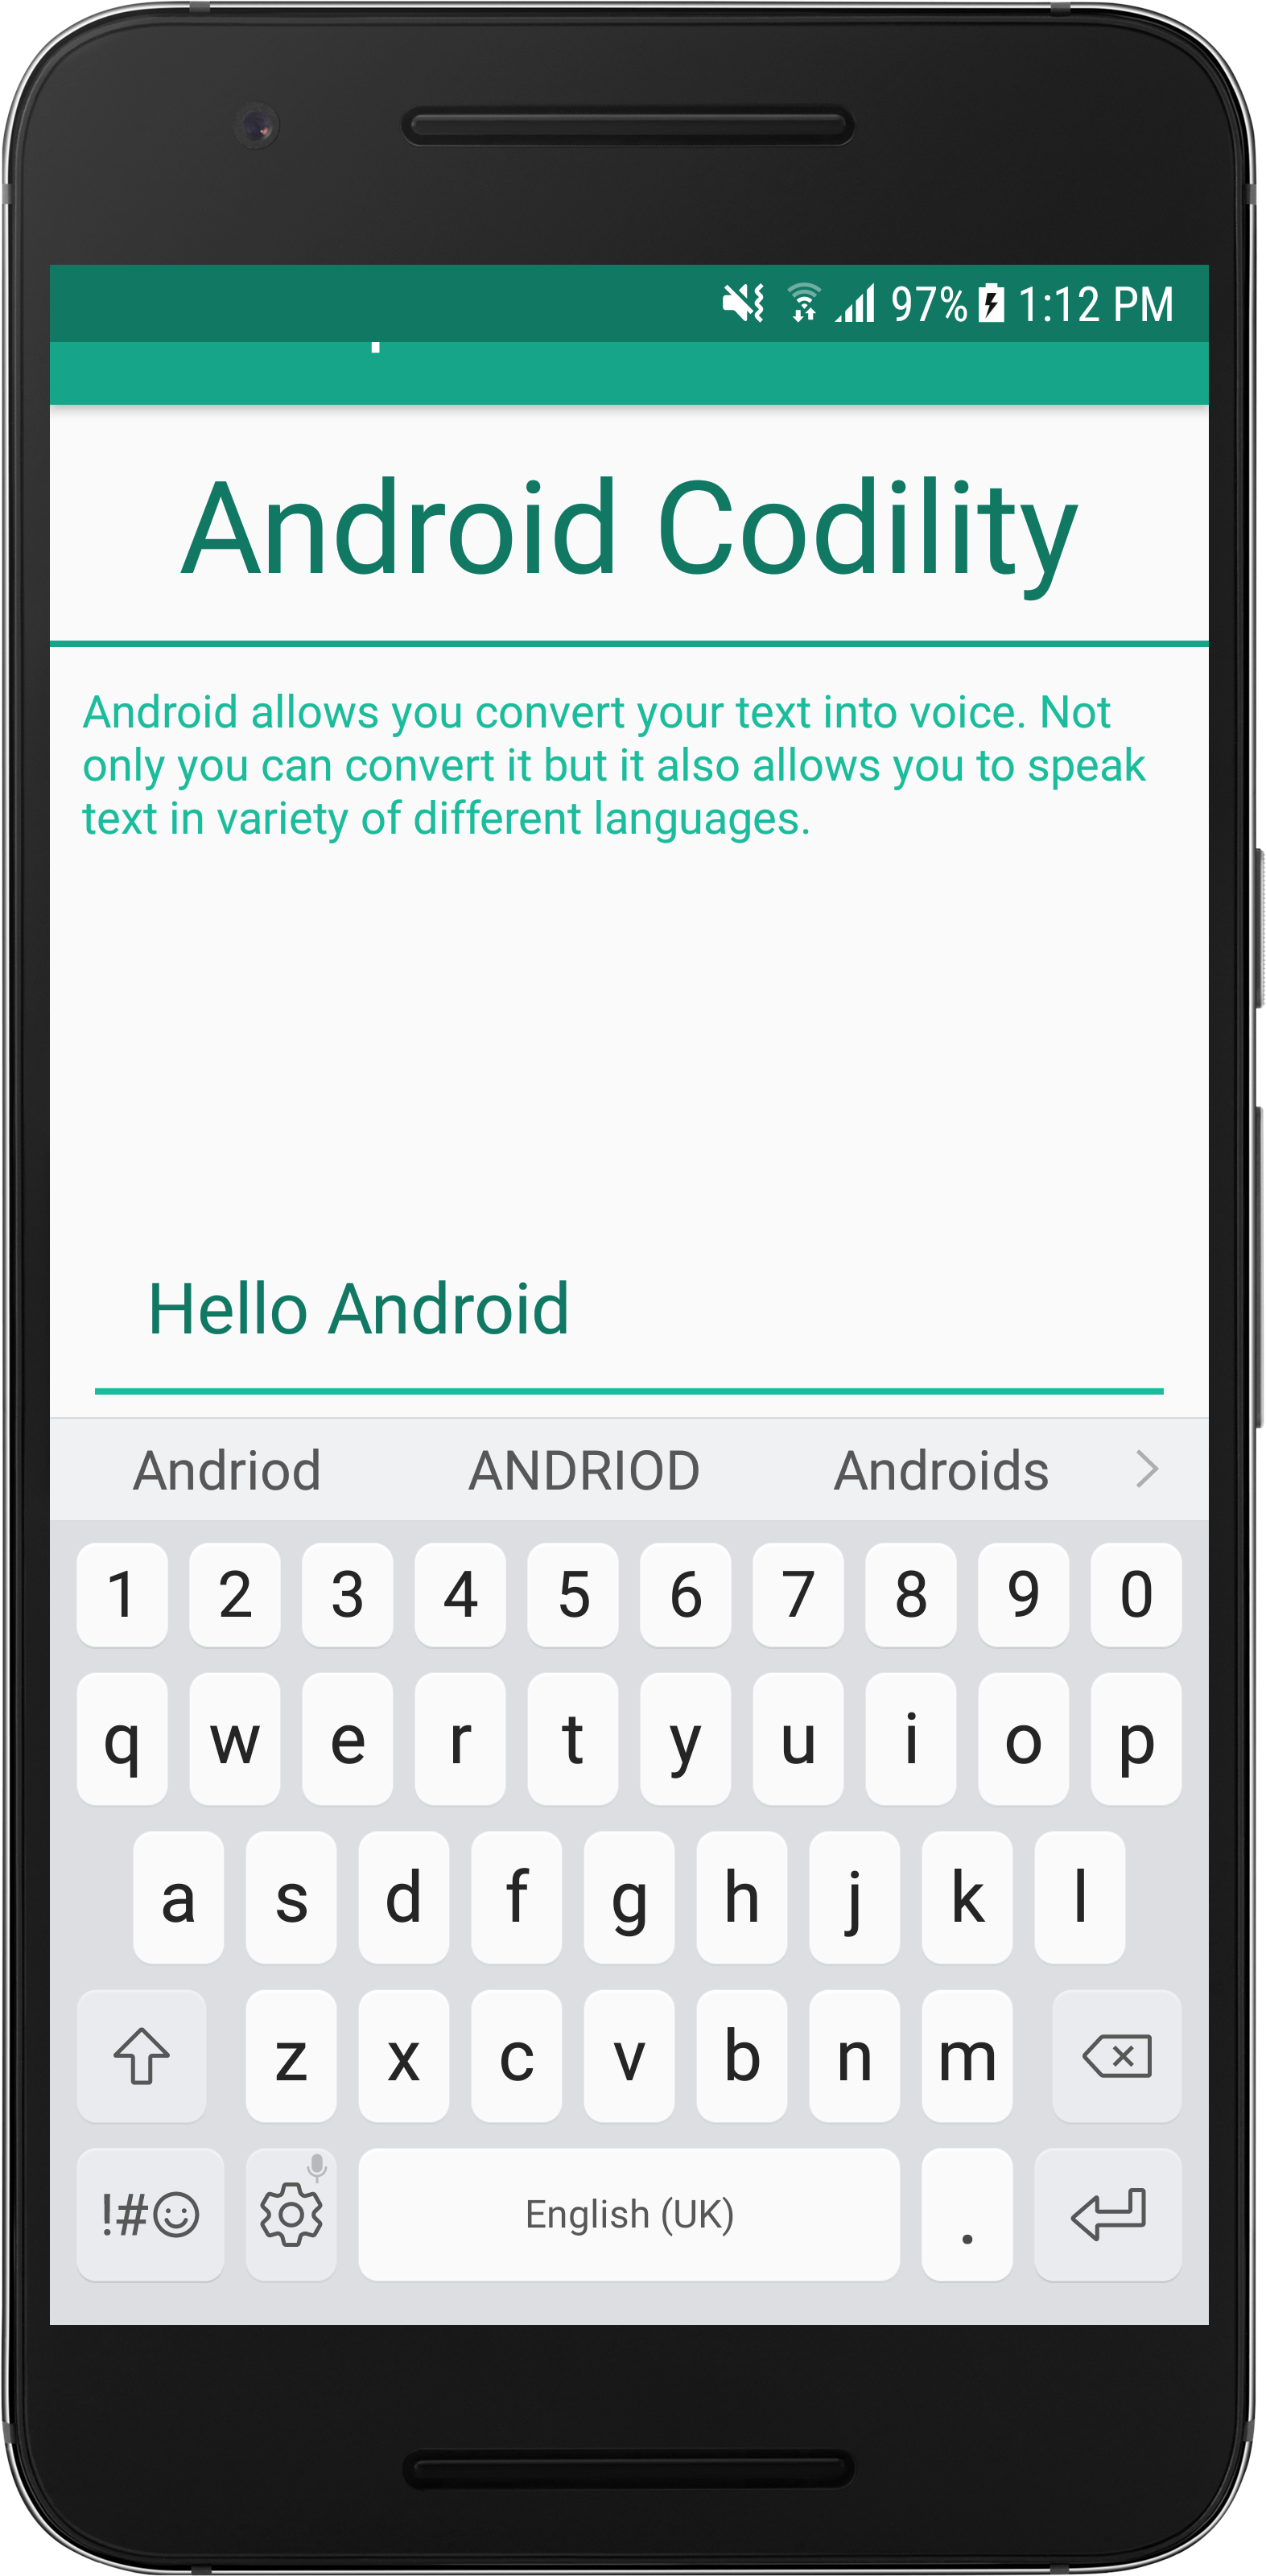 97% 1:12 PM
Android Codility
Android allows you convert your text into voice. Not
only you can convert it but it also allows you to speak
text in variety of different languages.
Hello Android
Andriod ANDRIOD Androids
1 2 3 4 5 6 7 8 9 0
q w e r t y u i o p
a s d f g h j k l
z x c v b n m
!#☺ English (UK) .